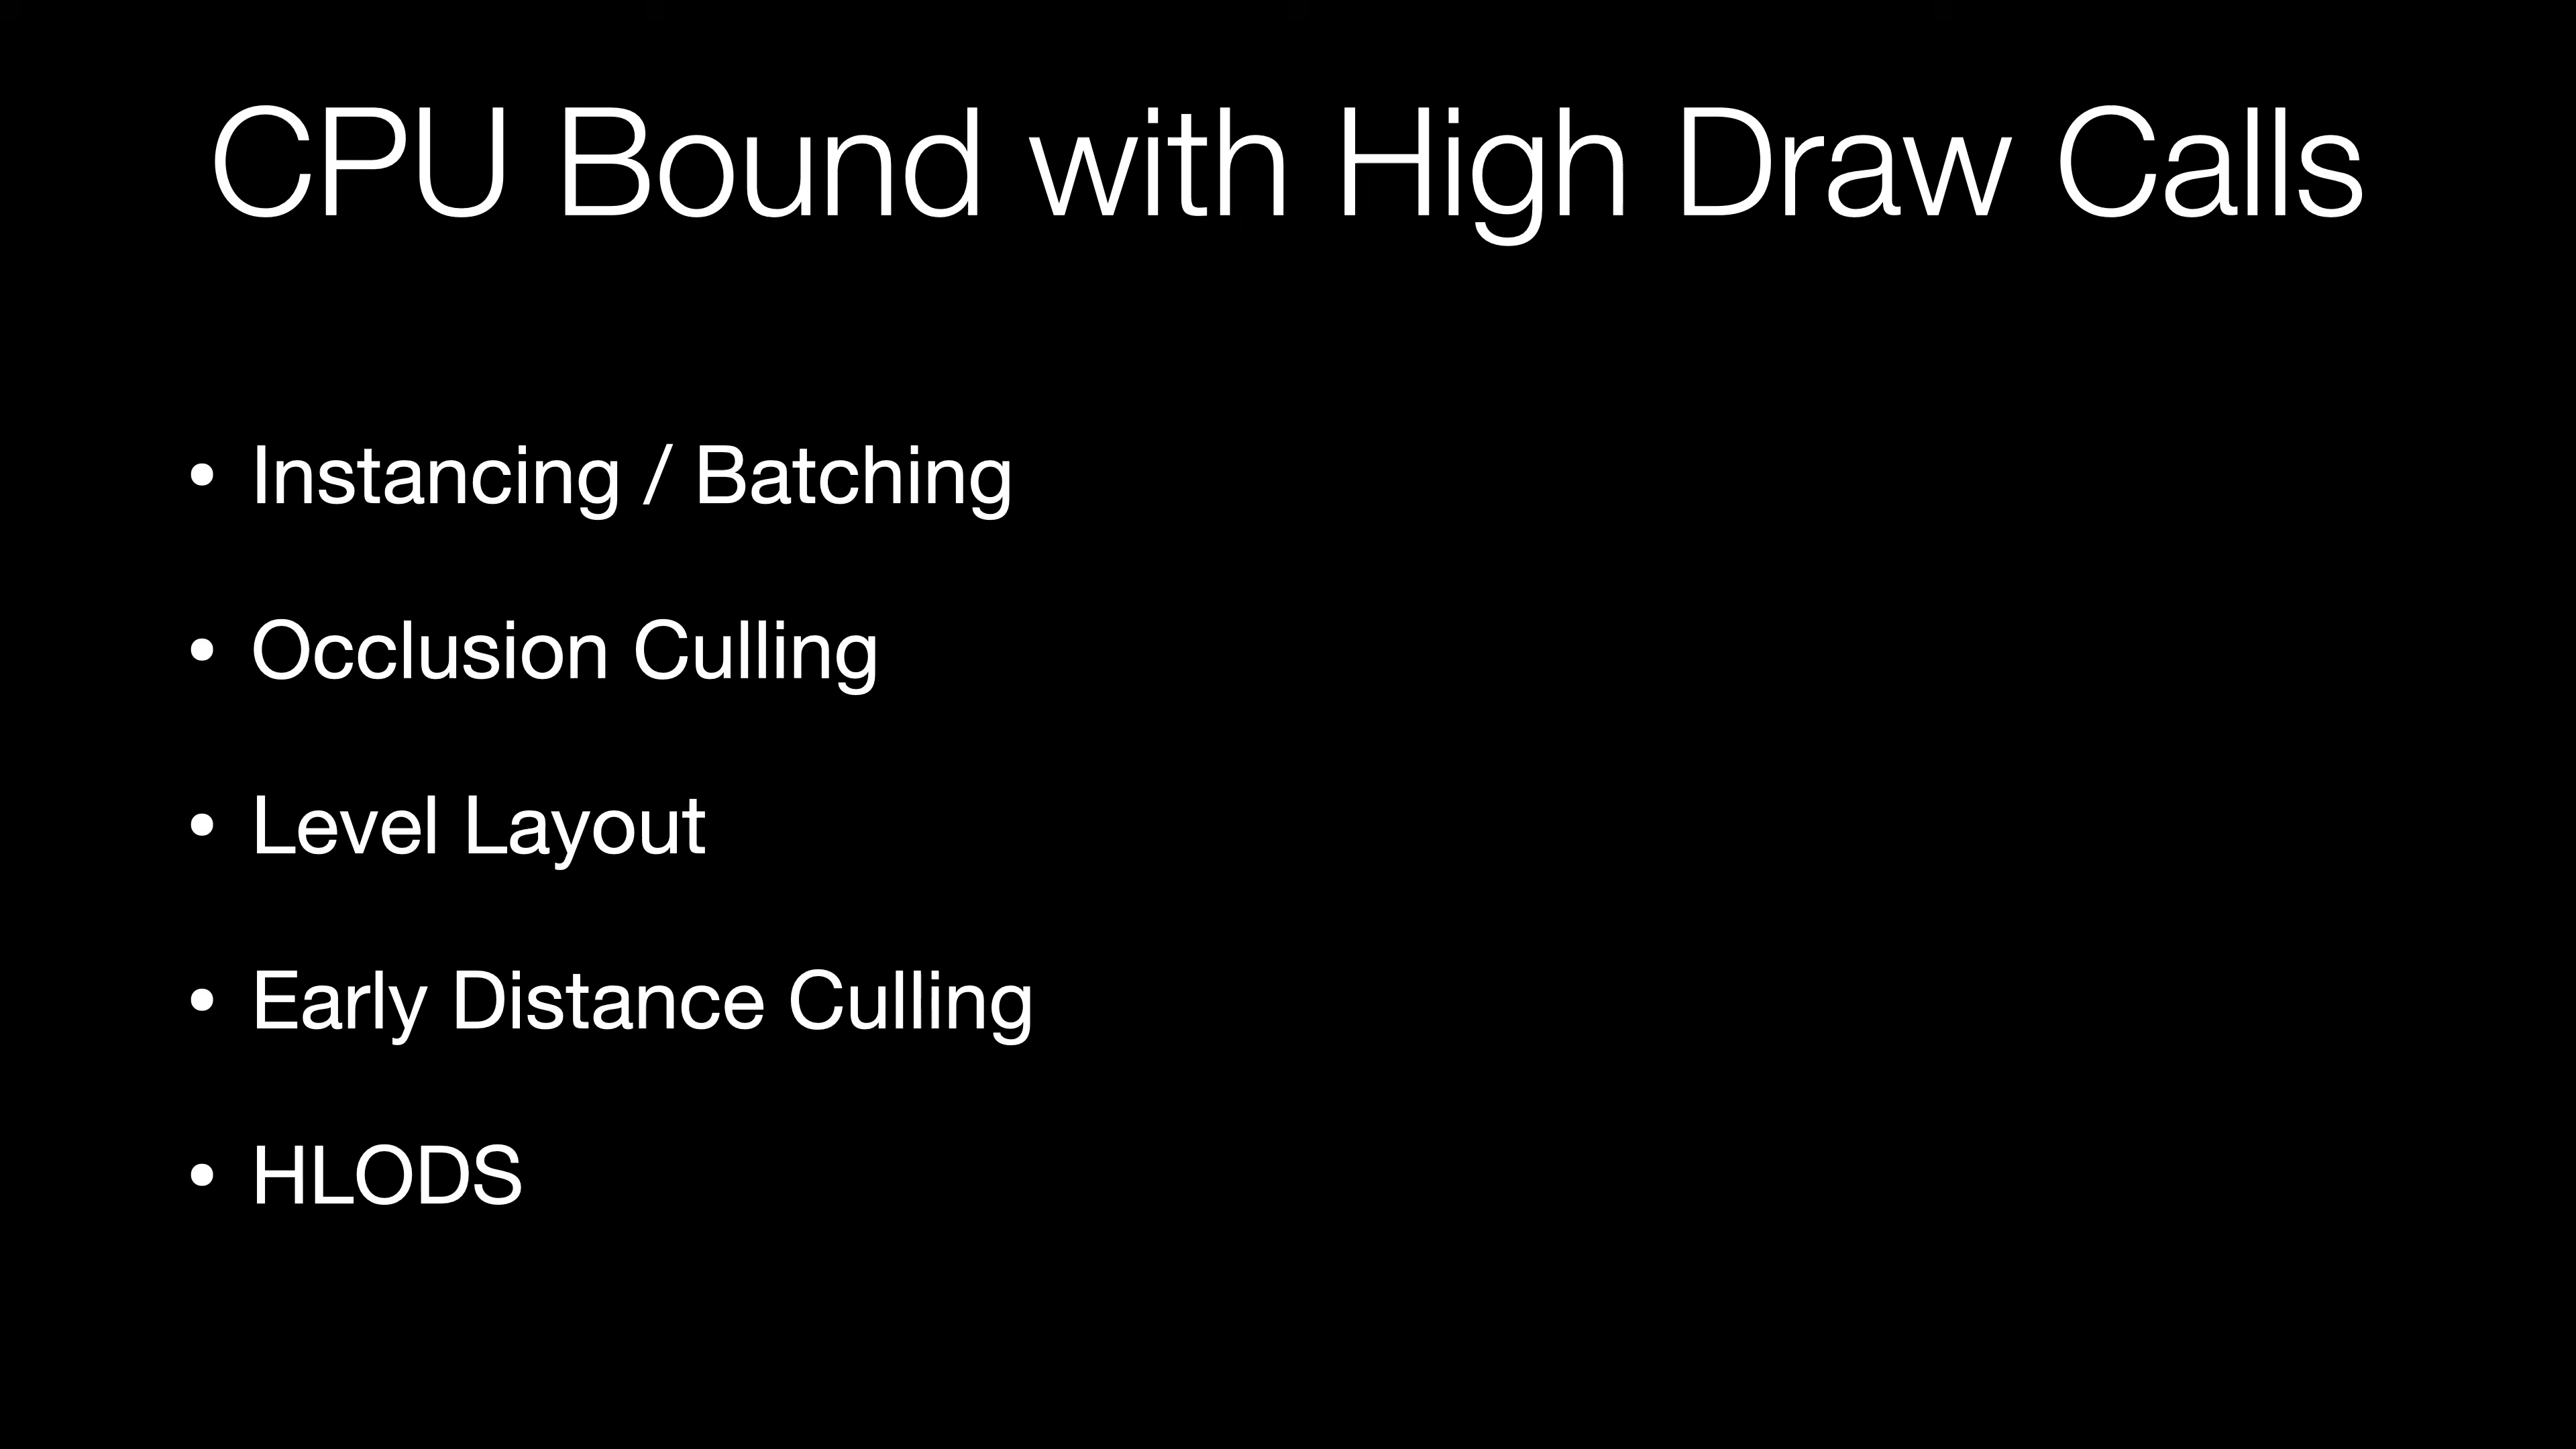 CPU Bound with High Draw Calls
• Instancing / Batching
• Occlusion Culling
• Level Layout
• Early Distance Culling
• HLODS